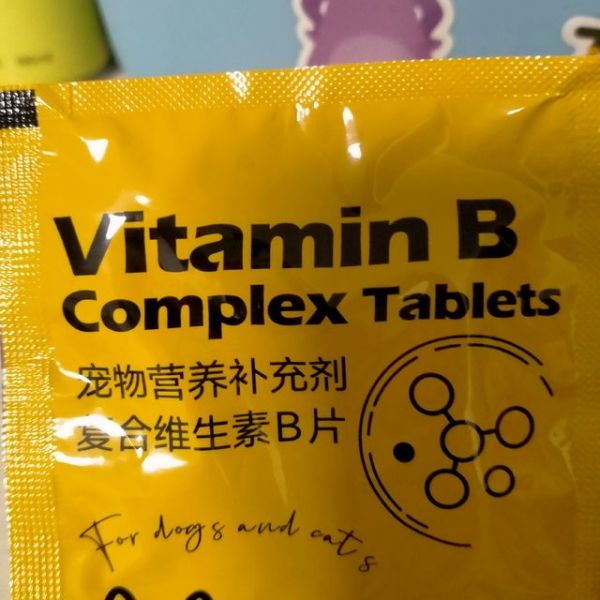 Vitamin B
Complex Tablets
宠物营养补充剂
复合维生素B片
For dogs and cat's